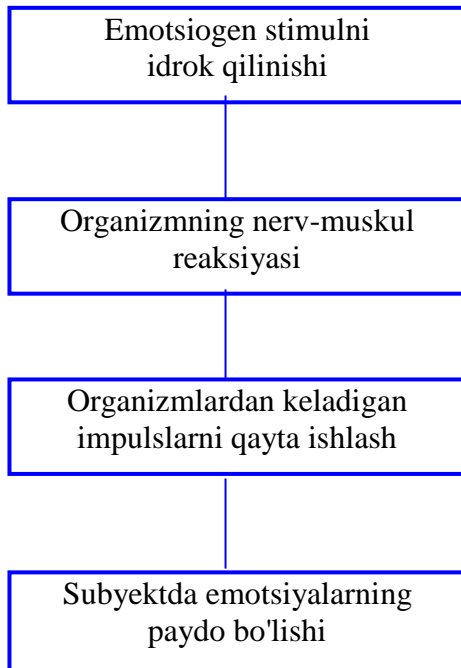 Emotsiogen stimulni
idrok qilinishi
Organizmning nerv-muskul
reaksiyasi
Organizmlardan keladigan
impulslarni qayta ishlash
Subyektda emotsiyalarning
paydo bo'lishi